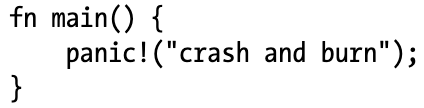 fn main() {
    panic!("crash and burn");
}